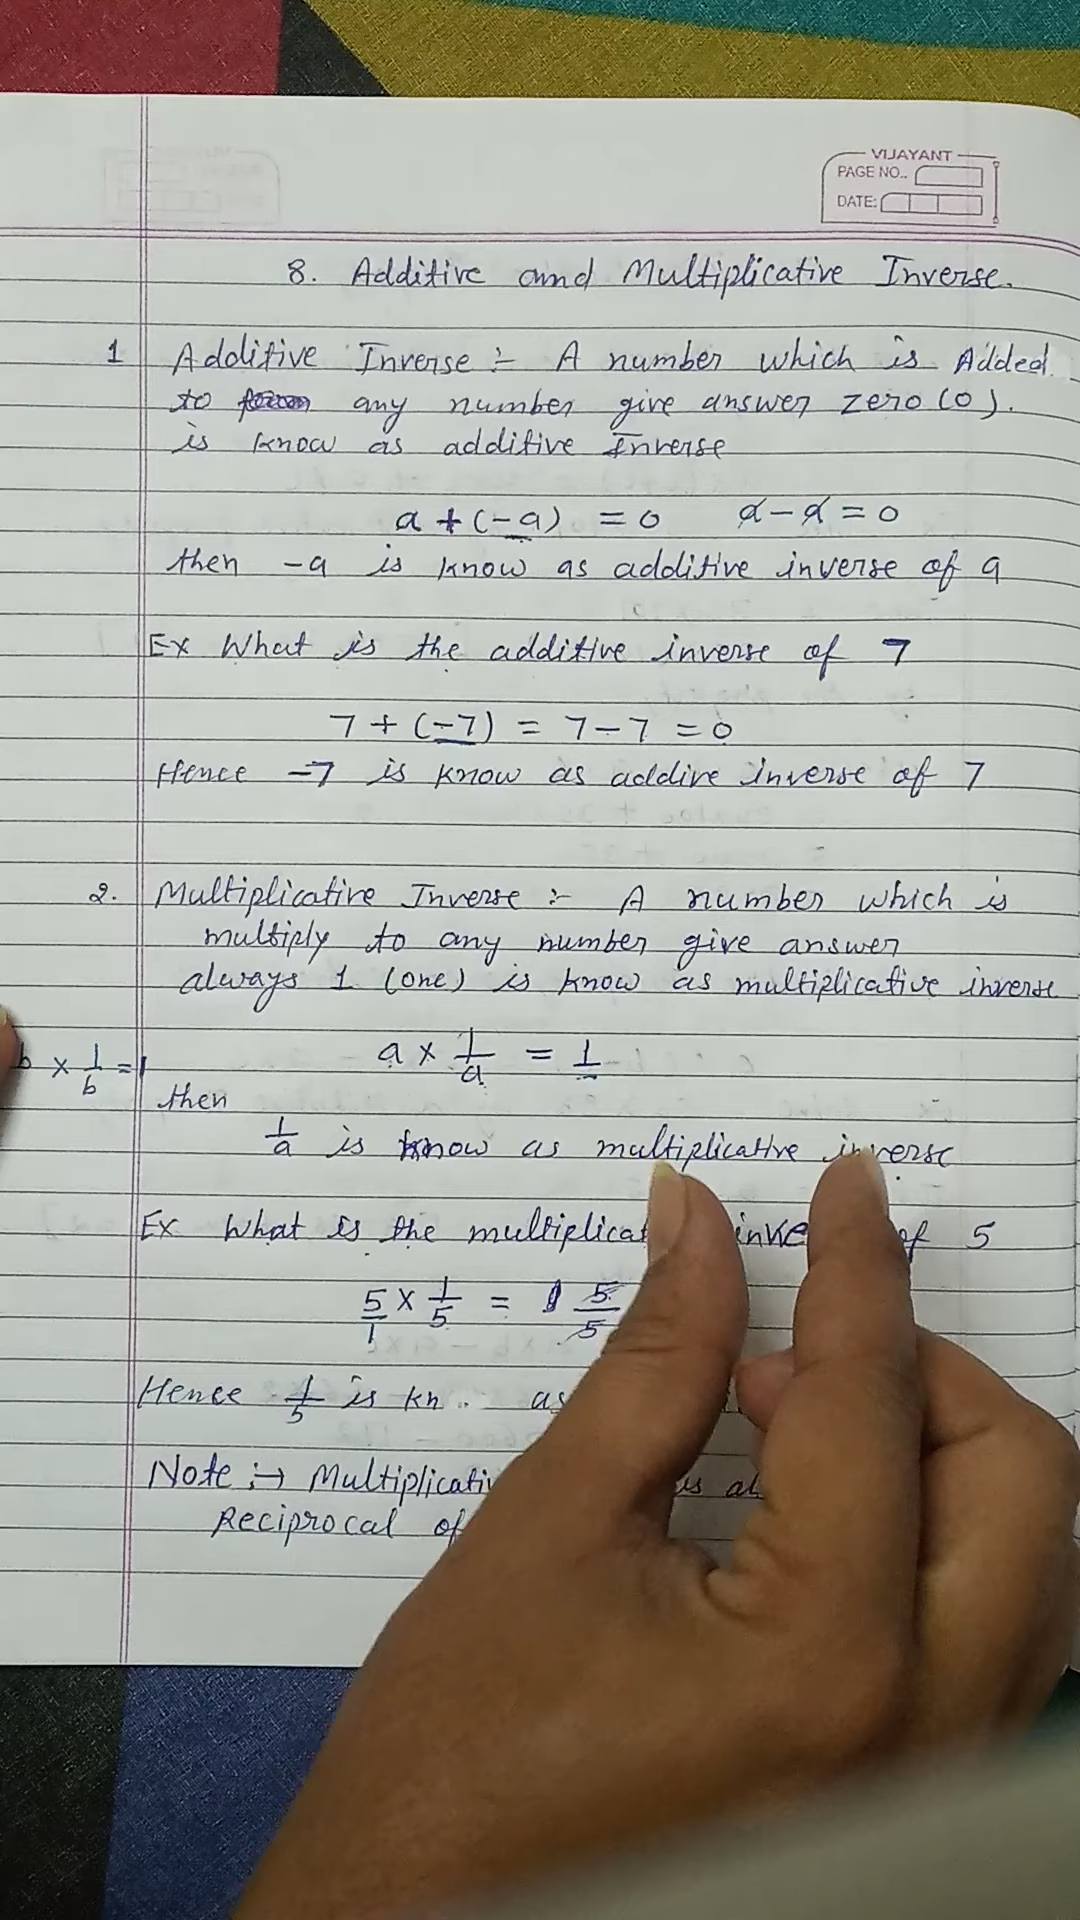 VIJAYANT
PAGE NO..
DATE:
8. Additive and Multiplicative Inverse.
1 Additive Inverse :- A number which is Added
to any number give answer zero (0).
is know as additive Inverse
a + (-a) = 0 a - a = 0
then -a is know as additive inverse of a
Ex What is the additive inverse of 7
7 + (-7) = 7 - 7 = 0
Hence -7 is know as addive inverse of 7
2. Multiplicative Inverse :- A number which is
multiply to any number give answer
always 1 (one) is know as multiplicative inverse
a × 1/a = 1
b × 1/b = 1
then
1/a is know as multiplicative inverse
Ex What is the of 5
5/1 × 1/5 = 1 5/5
Hence 1/5 is as
Note :→ is
Reciprocal of